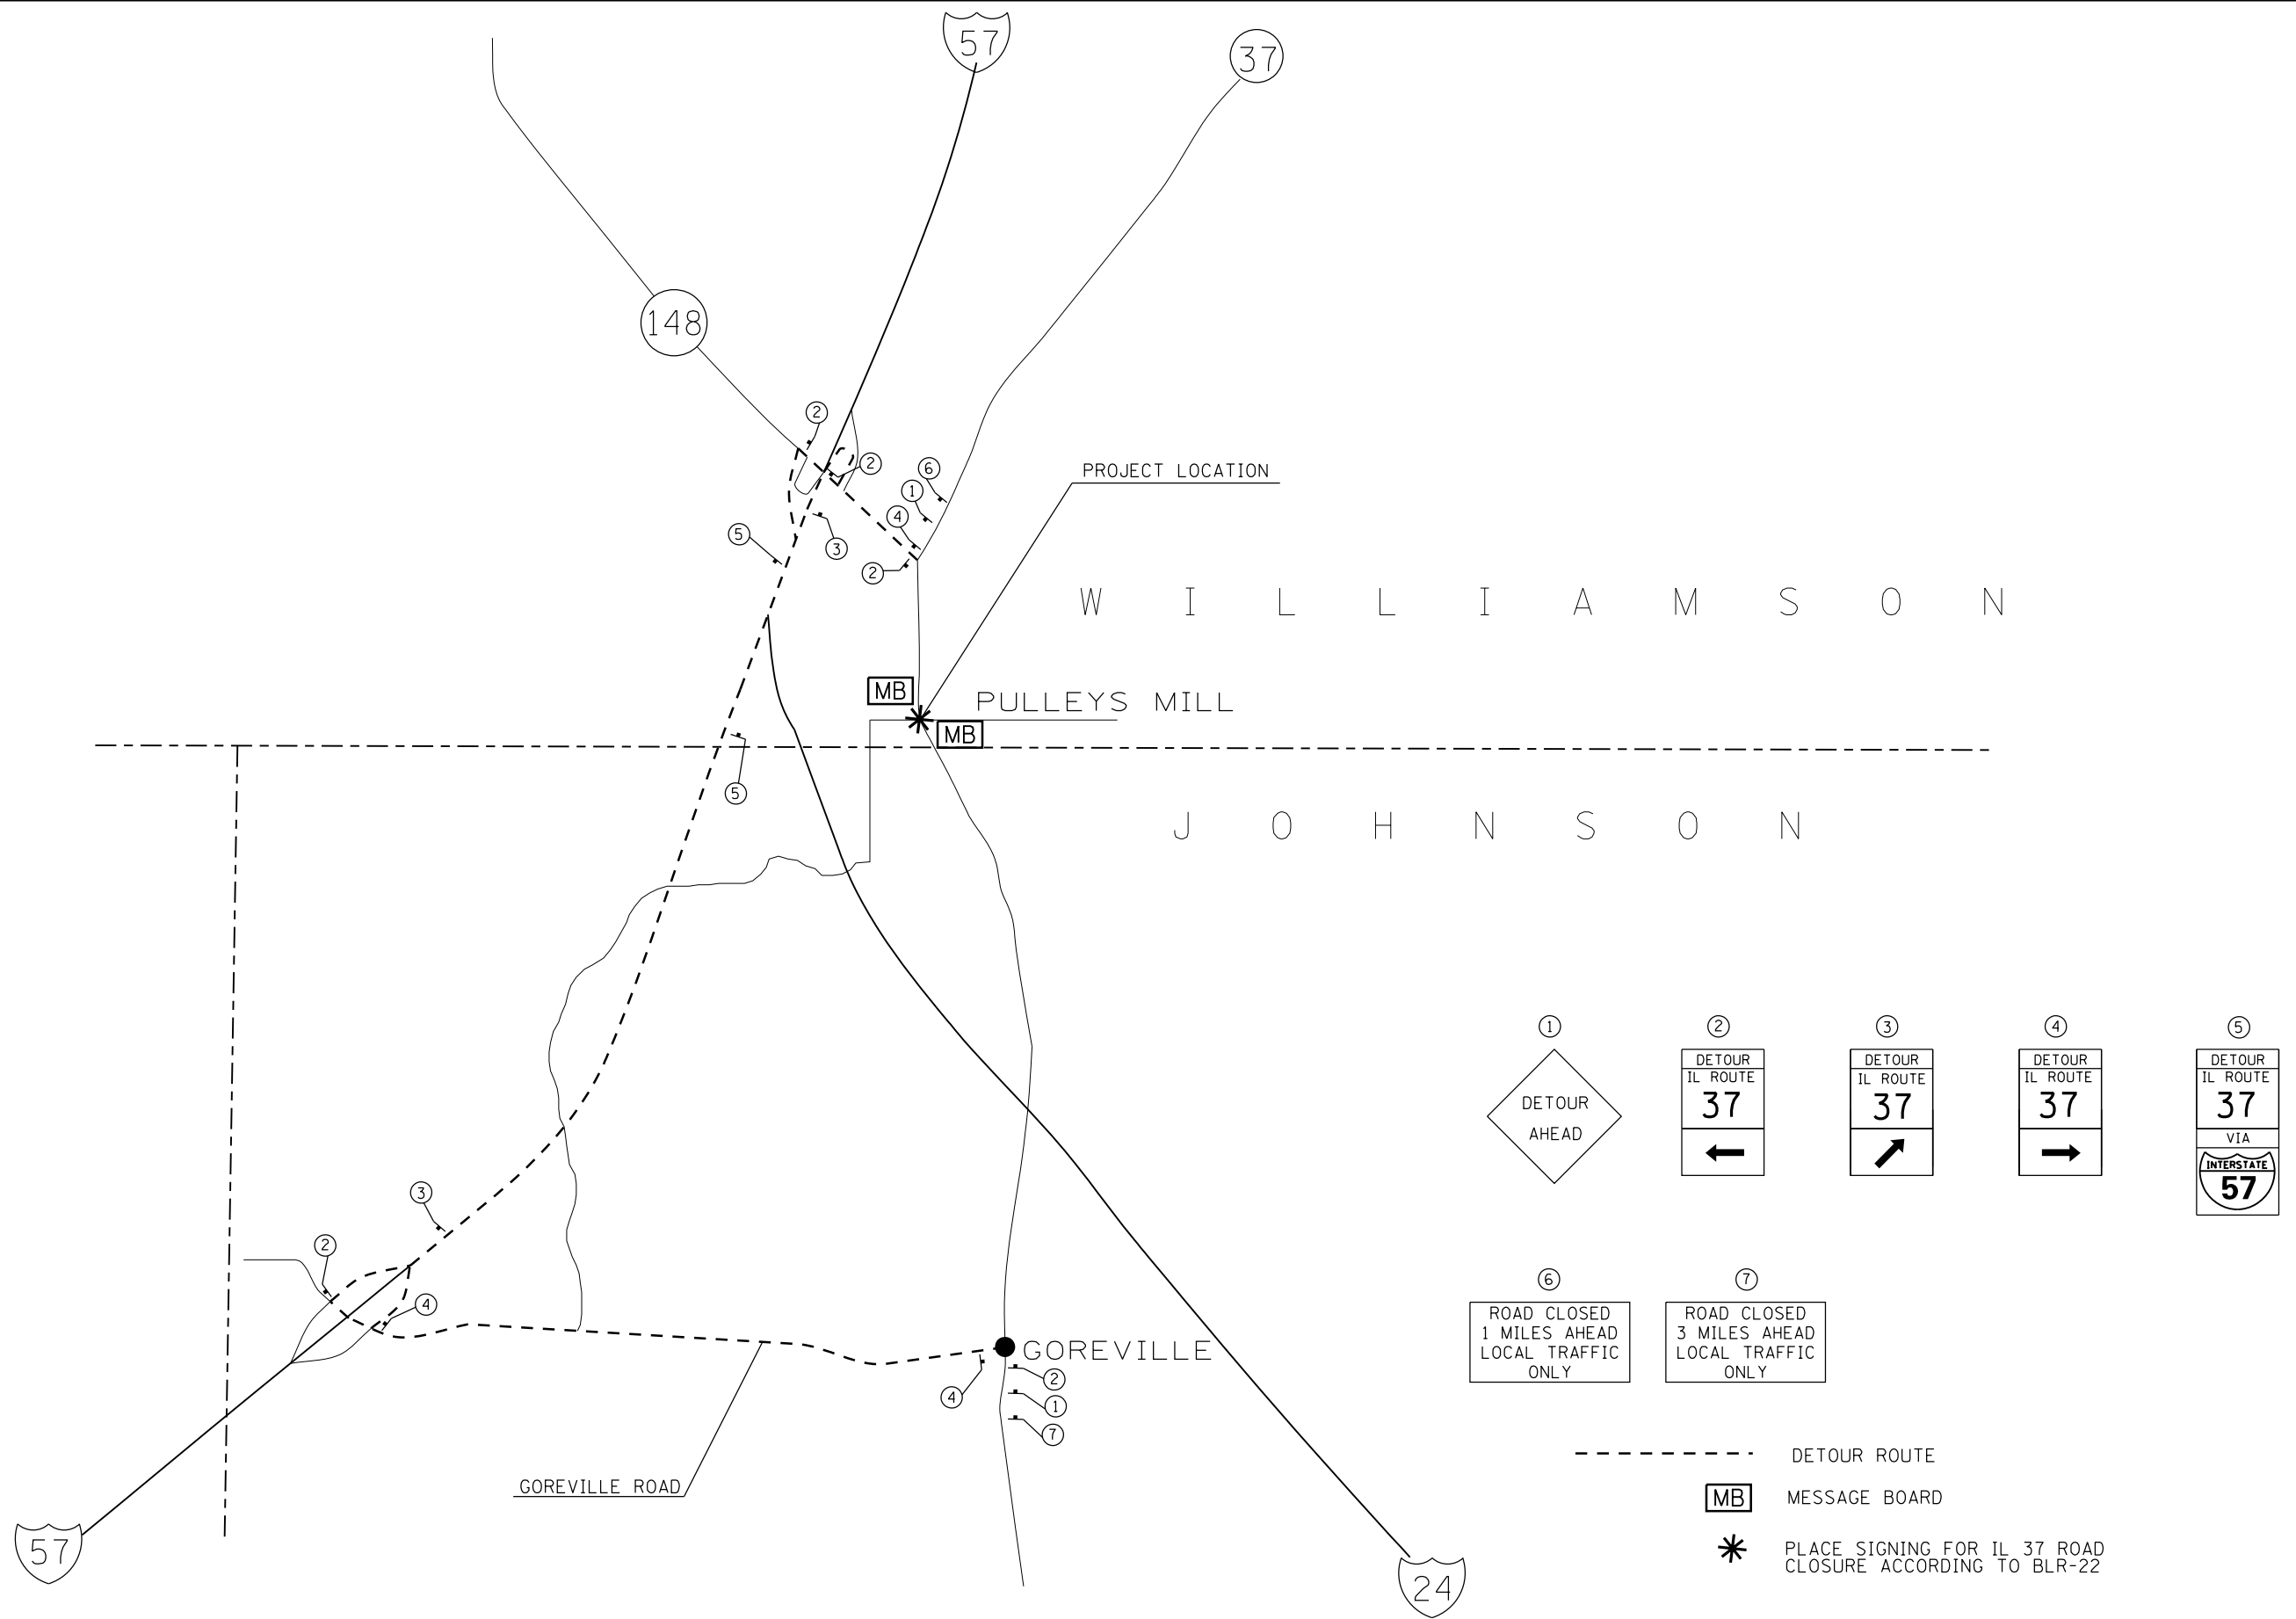 57
37
148
2
2
6
1
4
5
3
2
PROJECT LOCATION
WILLIAMSON
MB
PULLEYS MILL
MB
5
JOHNSON
3
2
4
GOREVILLE
2
4
1
7
GOREVILLE ROAD
57
24
1
DETOUR
AHEAD
2
DETOUR
IL ROUTE
37
3
DETOUR
IL ROUTE
37
4
DETOUR
IL ROUTE
37
5
DETOUR
IL ROUTE
37
VIA
INTERSTATE
57
6
ROAD CLOSED
1 MILES AHEAD
LOCAL TRAFFIC
ONLY
7
ROAD CLOSED
3 MILES AHEAD
LOCAL TRAFFIC
ONLY
DETOUR ROUTE
MB MESSAGE BOARD
PLACE SIGNING FOR IL 37 ROAD
CLOSURE ACCORDING TO BLR-22